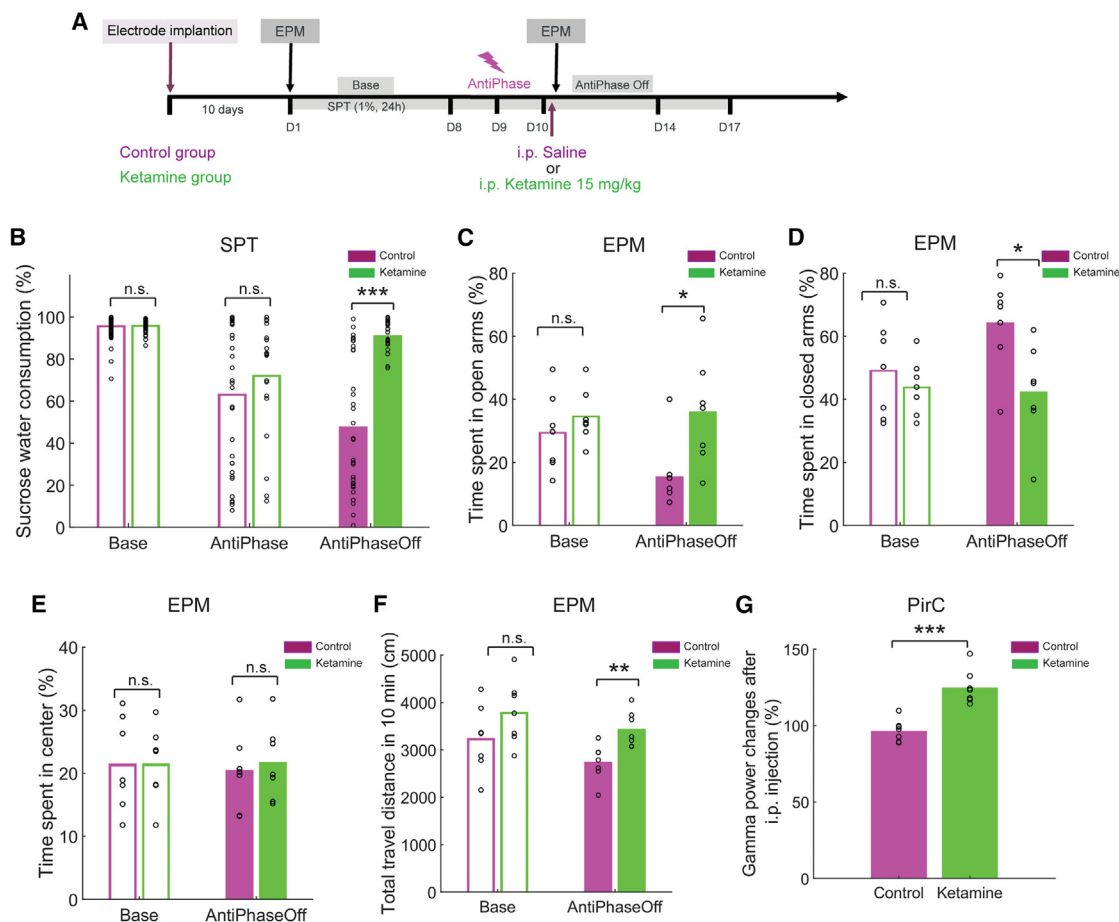 A
Electrode implantion
EPM
EPM
Base
AntiPhase
AntiPhase Off
10 days
SPT (1%, 24h)
D1
D8
D9
D10
D14
D17
Control group
Ketamine group
i.p. Saline
or
i.p. Ketamine 15 mg/kg
B
SPT
Control
Ketamine
n.s.
n.s.
***
Sucrose water consumption (%)
100
80
60
40
20
0
Base
AntiPhase
AntiPhaseOff
C
EPM
Control
Ketamine
n.s.
*
Time spent in open arms (%)
80
60
40
20
0
Base
AntiPhaseOff
D
EPM
Control
Ketamine
n.s.
*
Time spent in closed arms (%)
80
60
40
20
0
Base
AntiPhaseOff
E
EPM
Control
Ketamine
n.s.
n.s.
Time spent in center (%)
40
30
20
10
0
Base
AntiPhaseOff
F
EPM
Control
Ketamine
n.s.
**
Total travel distance in 10 min (cm)
5000
4000
3000
2000
1000
0
Base
AntiPhaseOff
G
PirC
Control
Ketamine
***
Gamma power changes after
i.p. injection (%)
150
100
50
0
Control
Ketamine